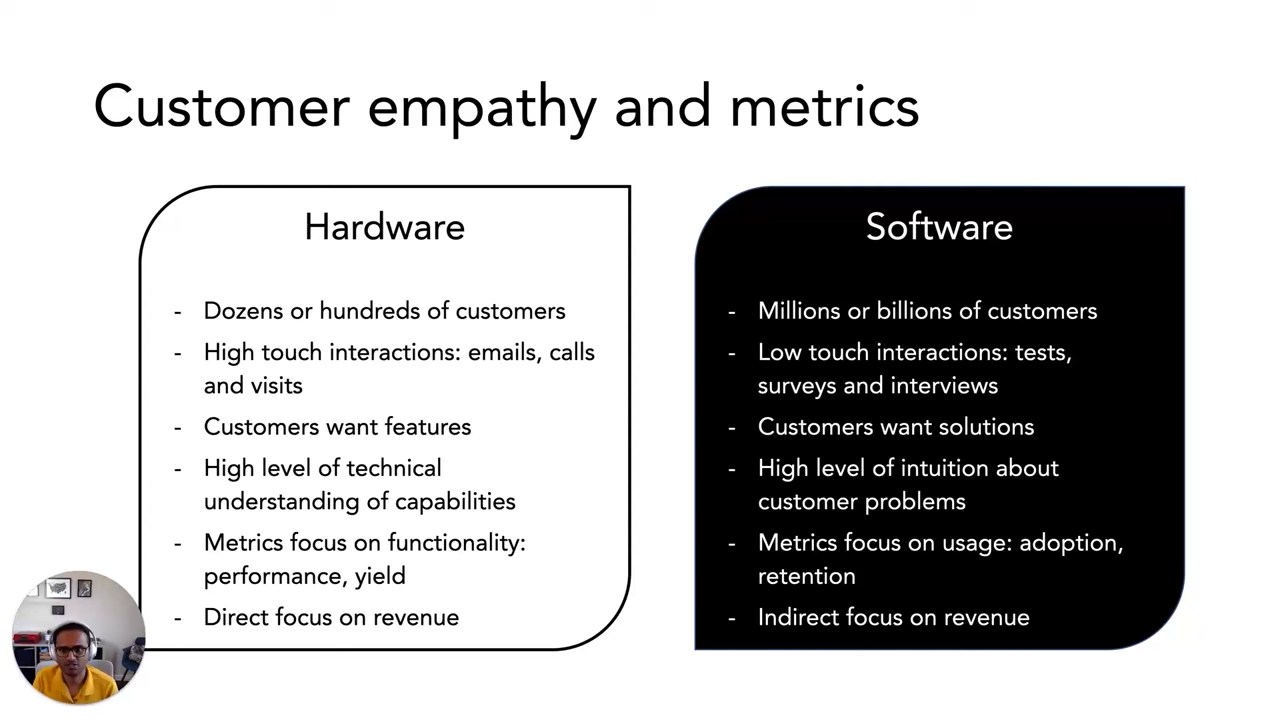 Customer empathy and metrics
Hardware
- Dozens or hundreds of customers
- High touch interactions: emails, calls
and visits
- Customers want features
- High level of technical
understanding of capabilities
- Metrics focus on functionality:
performance, yield
- Direct focus on revenue
Software
- Millions or billions of customers
- Low touch interactions: tests,
surveys and interviews
- Customers want solutions
- High level of intuition about
customer problems
- Metrics focus on usage: adoption,
retention
- Indirect focus on revenue